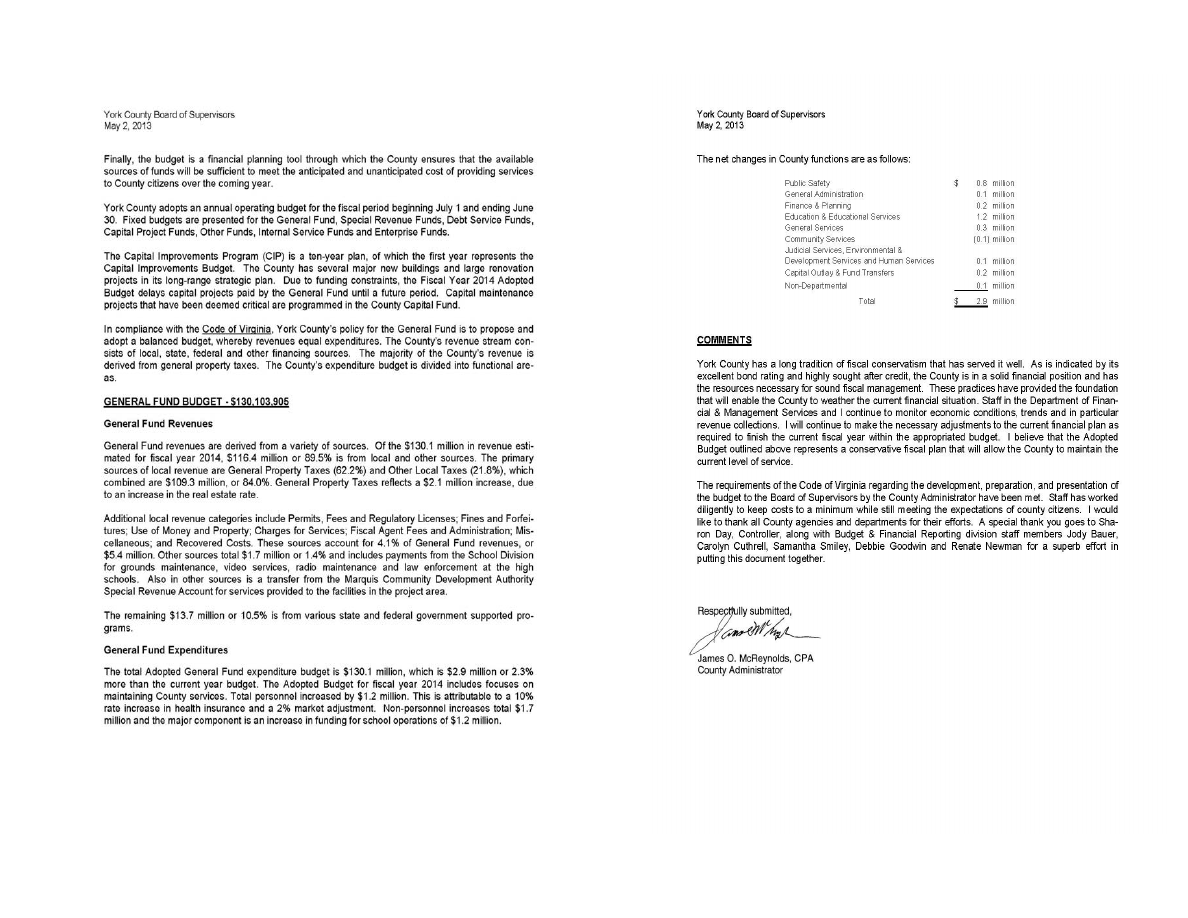 York County Board of Supervisors
May 2, 2013
Finally, the budget is a financial planning tool through which the County ensures that the available
sources of funds will be sufficient to meet the anticipated and unanticipated cost of providing services
to County citizens over the coming year.
York County adopts an annual operating budget for the fiscal period beginning July 1 and ending June
30. Fixed budgets are presented for the General Fund, Special Revenue Funds, Debt Service Funds,
Capital Project Funds, Other Funds, Internal Service Funds and Enterprise Funds.
The Capital Improvements Program (CIP) is a ten-year plan, of which the first year represents the
Capital Improvements Budget. The County has several major new buildings and large renovation
projects in its long-range strategic plan. Due to funding constraints, the Fiscal Year 2014 Adopted
Budget delays capital projects paid by the General Fund until a future period. Capital maintenance
projects that have been deemed critical are programmed in the County Capital Fund.
In compliance with the Code of Virginia, York County's policy for the General Fund is to propose and
adopt a balanced budget, whereby revenues equal expenditures. The County's revenue stream con-
sists of local, state, federal and other financing sources. The majority of the County's revenue is
derived from general property taxes. The County's expenditure budget is divided into functional are-
as.
GENERAL FUND BUDGET - $130,103,905
General Fund Revenues
General Fund revenues are derived from a variety of sources. Of the $130.1 million in revenue esti-
mated for fiscal year 2014, $116.4 million or 89.5% is from local and other sources. The primary
sources of local revenue are General Property Taxes (62.2%) and Other Local Taxes (21.8%), which
combined are $109.3 million, or 84.0%. General Property Taxes reflects a $2.1 million increase, due
to an increase in the real estate rate.
Additional local revenue categories include Permits, Fees and Regulatory Licenses; Fines and Forfei-
tures; Use of Money and Property; Charges for Services; Fiscal Agent Fees and Administration; Mis-
cellaneous; and Recovered Costs. These sources account for 4.1% of General Fund revenues, or
$5.4 million. Other sources total $1.7 million or 1.4% and includes payments from the School Division
for grounds maintenance, video services, radio maintenance and law enforcement at the high
schools. Also in other sources is a transfer from the Marquis Community Development Authority
Special Revenue Account for services provided to the facilities in the project area.
The remaining $13.7 million or 10.5% is from various state and federal government supported pro-
grams.
General Fund Expenditures
The total Adopted General Fund expenditure budget is $130.1 million, which is $2.9 million or 2.3%
more than the current year budget. The Adopted Budget for fiscal year 2014 includes focuses on
maintaining County services. Total personnel increased by $1.2 million. This is attributable to a 10%
rate increase in health insurance and a 2% market adjustment. Non-personnel increases total $1.7
million and the major component is an increase in funding for school operations of $1.2 million.
York County Board of Supervisors
May 2, 2013
The net changes in County functions are as follows:
Public Safety $ 0.8 million
General Administration 0.1 million
Finance & Planning 0.2 million
Education & Educational Services 1.2 million
General Services 0.3 million
Community Services (0.1) million
Judicial Services, Environmental &
Development Services and Human Services 0.1 million
Capital Outlay & Fund Transfers 0.2 million
Non-Departmental 0.1 million
Total $ 2.9 million
COMMENTS
York County has a long tradition of fiscal conservatism that has served it well. As is indicated by its
excellent bond rating and highly sought after credit, the County is in a solid financial position and has
the resources necessary for sound fiscal management. These practices have provided the foundation
that will enable the County to weather the current financial situation. Staff in the Department of Finan-
cial & Management Services and I continue to monitor economic conditions, trends and in particular
revenue collections. I will continue to make the necessary adjustments to the current financial plan as
required to finish the current fiscal year within the appropriated budget. I believe that the Adopted
Budget outlined above represents a conservative fiscal plan that will allow the County to maintain the
current level of service.
The requirements of the Code of Virginia regarding the development, preparation, and presentation of
the budget to the Board of Supervisors by the County Administrator have been met. Staff has worked
diligently to keep costs to a minimum while still meeting the expectations of county citizens. I would
like to thank all County agencies and departments for their efforts. A special thank you goes to Sha-
ron Day, Controller, along with Budget & Financial Reporting division staff members Jody Bauer,
Carolyn Cuthrell, Samantha Smiley, Debbie Goodwin and Renate Newman for a superb effort in
putting this document together.
Respectfully submitted,
James O. McReynolds, CPA
County Administrator